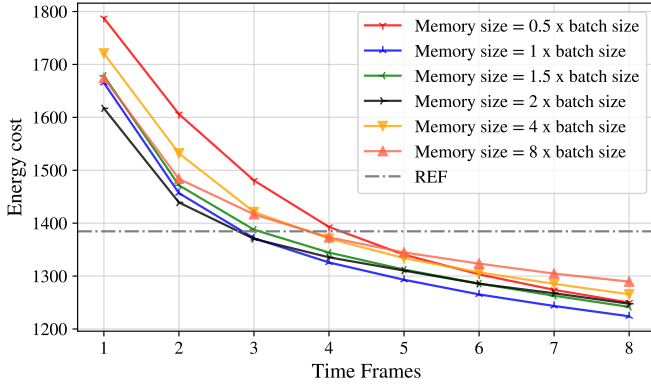 1800
1700
1600
1500
1400
1300
1200
Energy cost
1 2 3 4 5 6 7 8
Time Frames
Memory size = 0.5 x batch size
Memory size = 1 x batch size
Memory size = 1.5 x batch size
Memory size = 2 x batch size
Memory size = 4 x batch size
Memory size = 8 x batch size
REF